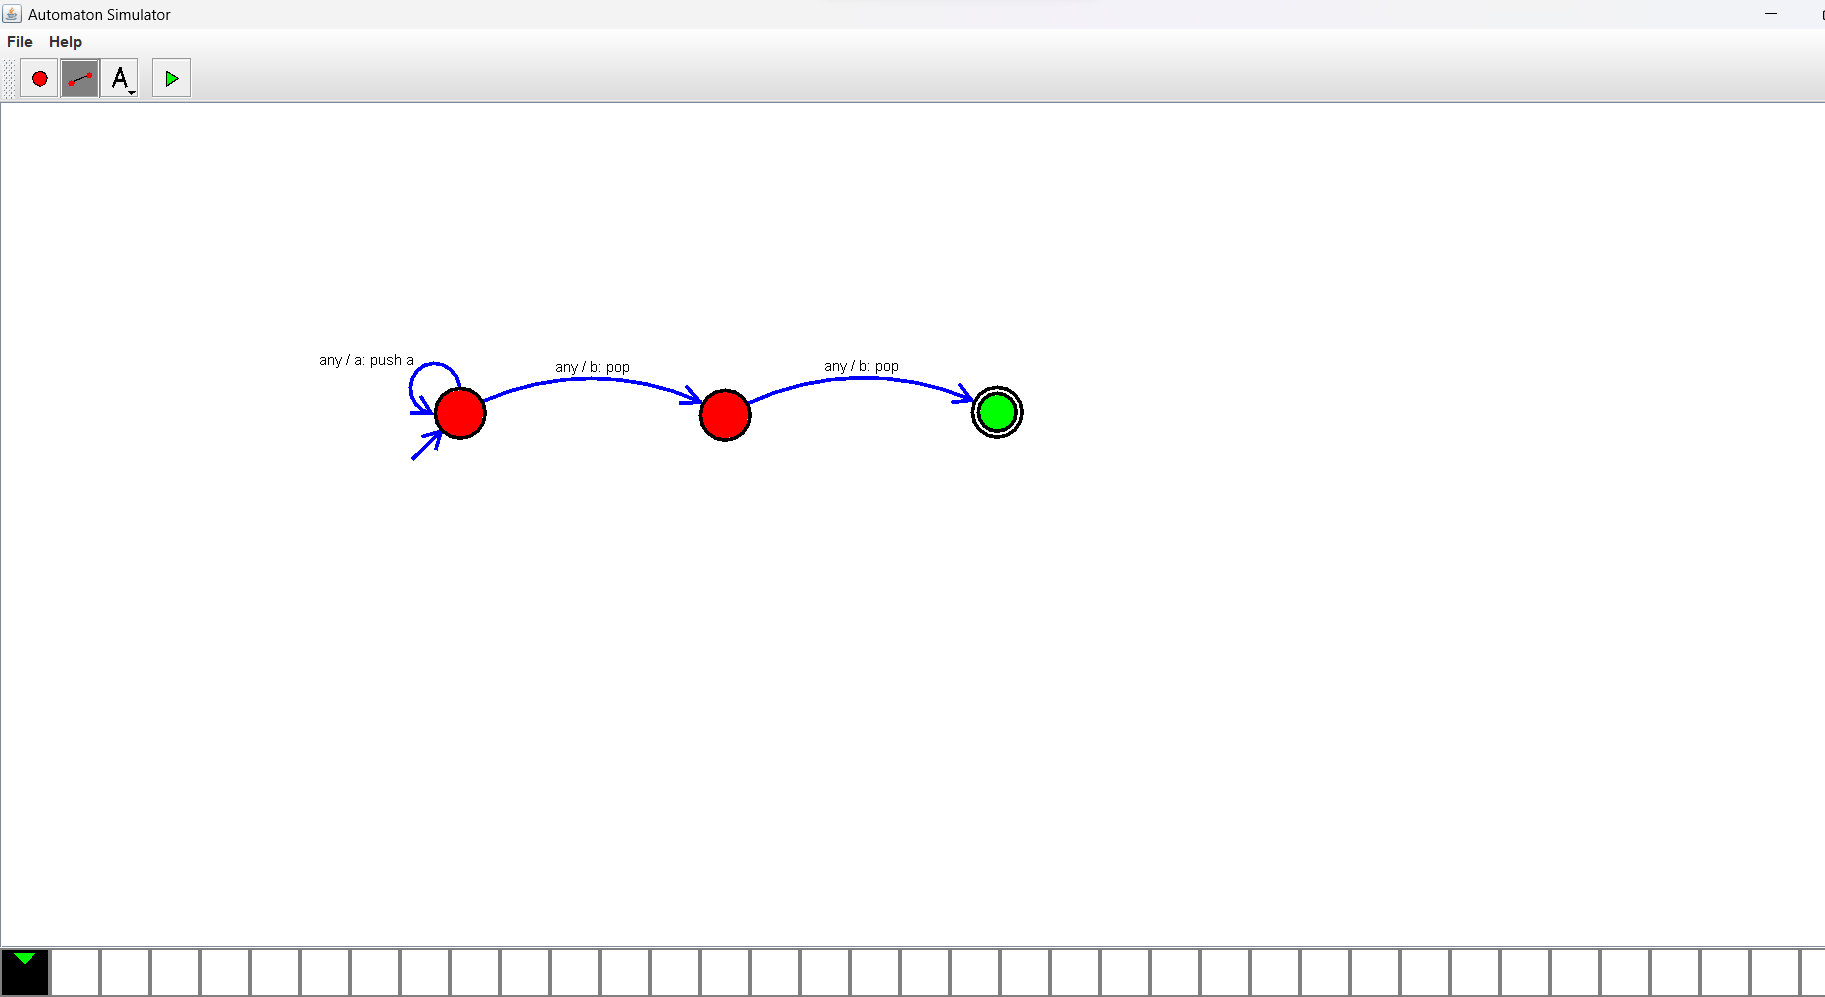 Automaton Simulator
File Help
A
any / a: push a
any / b: pop
any / b: pop